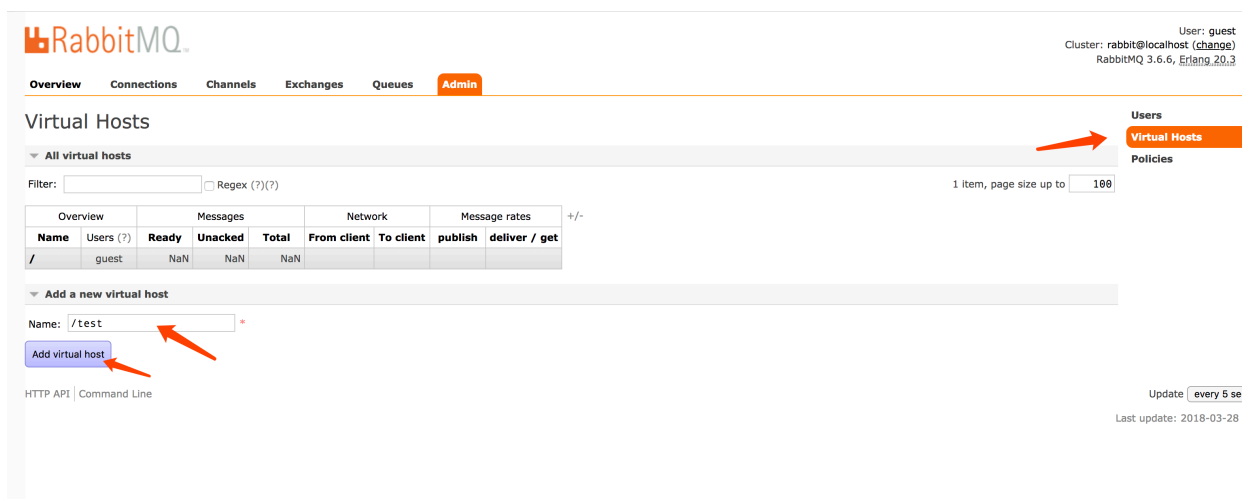 RabbitMQ™
User: guest
Cluster: rabbit@localhost (change)
RabbitMQ 3.6.6, Erlang 20.3
Overview Connections Channels Exchanges Queues Admin
Users
Virtual Hosts
Policies
Virtual Hosts
All virtual hosts
Filter: Regex (?)(?) 1 item, page size up to 100
Overview Messages Network Message rates +/-
Name Users (?) Ready Unacked Total From client To client publish deliver / get
/ guest NaN NaN NaN
Add a new virtual host
Name: /test *
Add virtual host
HTTP API Command Line
Update every 5 se
Last update: 2018-03-28